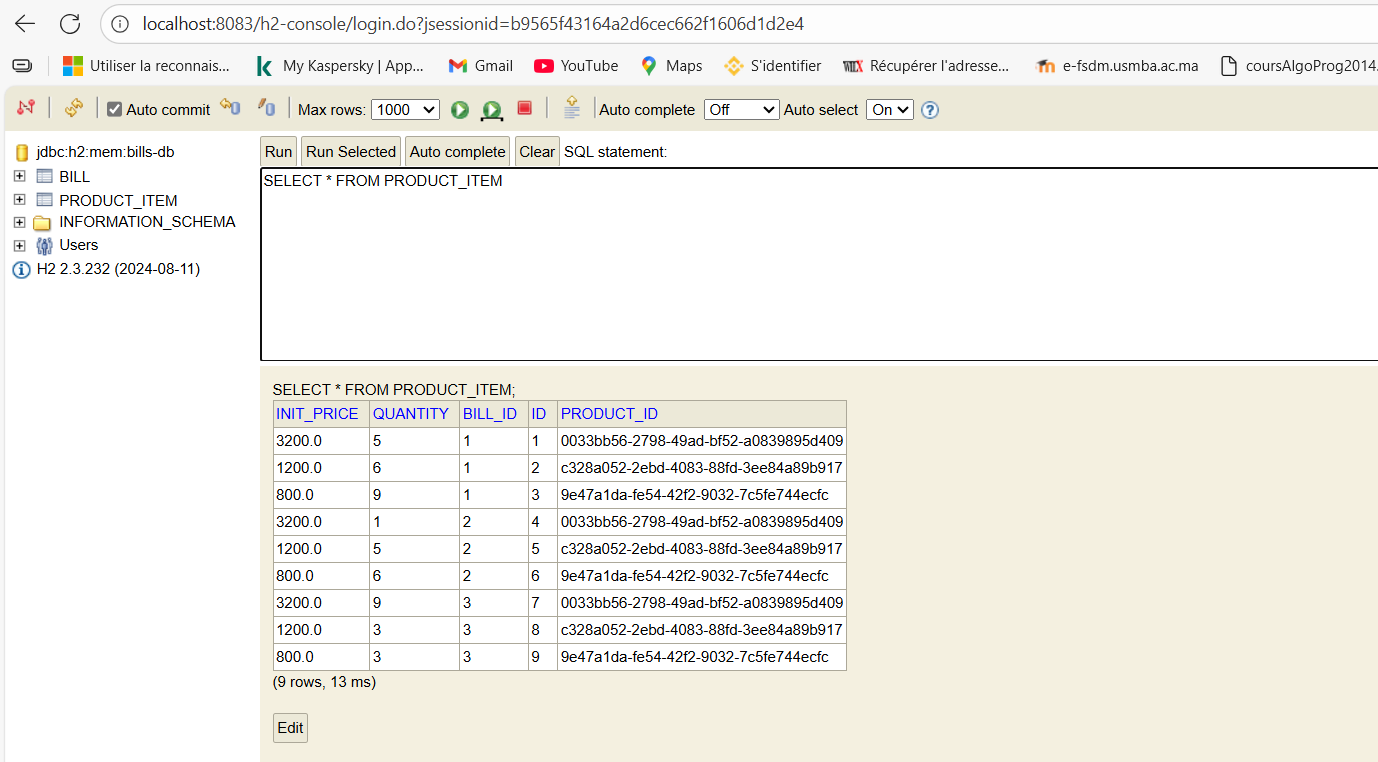 localhost:8083/h2-console/login.do?jsessionid=b9565f43164a2d6cec662f1606d1d2e4
Utiliser la reconnais... My Kaspersky | App... Gmail YouTube Maps S'identifier Récupérer l'adresse... e-fsdm.usmba.ac.ma coursAlgoProg2014.
Auto commit Max rows: 1000 Auto complete Off Auto select On ?
jdbc:h2:mem:bills-db
BILL
PRODUCT_ITEM
INFORMATION_SCHEMA
Users
H2 2.3.232 (2024-08-11)
Run Run Selected Auto complete Clear SQL statement:
SELECT * FROM PRODUCT_ITEM
SELECT * FROM PRODUCT_ITEM;
INIT_PRICE QUANTITY BILL_ID ID PRODUCT_ID
3200.0 5 1 1 0033bb56-2798-49ad-bf52-a0839895d409
1200.0 6 1 2 c328a052-2ebd-4083-88fd-3ee84a89b917
800.0 9 1 3 9e47a1da-fe54-42f2-9032-7c5fe744ecfc
3200.0 1 2 4 0033bb56-2798-49ad-bf52-a0839895d409
1200.0 5 2 5 c328a052-2ebd-4083-88fd-3ee84a89b917
800.0 6 2 6 9e47a1da-fe54-42f2-9032-7c5fe744ecfc
3200.0 9 3 7 0033bb56-2798-49ad-bf52-a0839895d409
1200.0 3 3 8 c328a052-2ebd-4083-88fd-3ee84a89b917
800.0 3 3 9 9e47a1da-fe54-42f2-9032-7c5fe744ecfc
(9 rows, 13 ms)
Edit